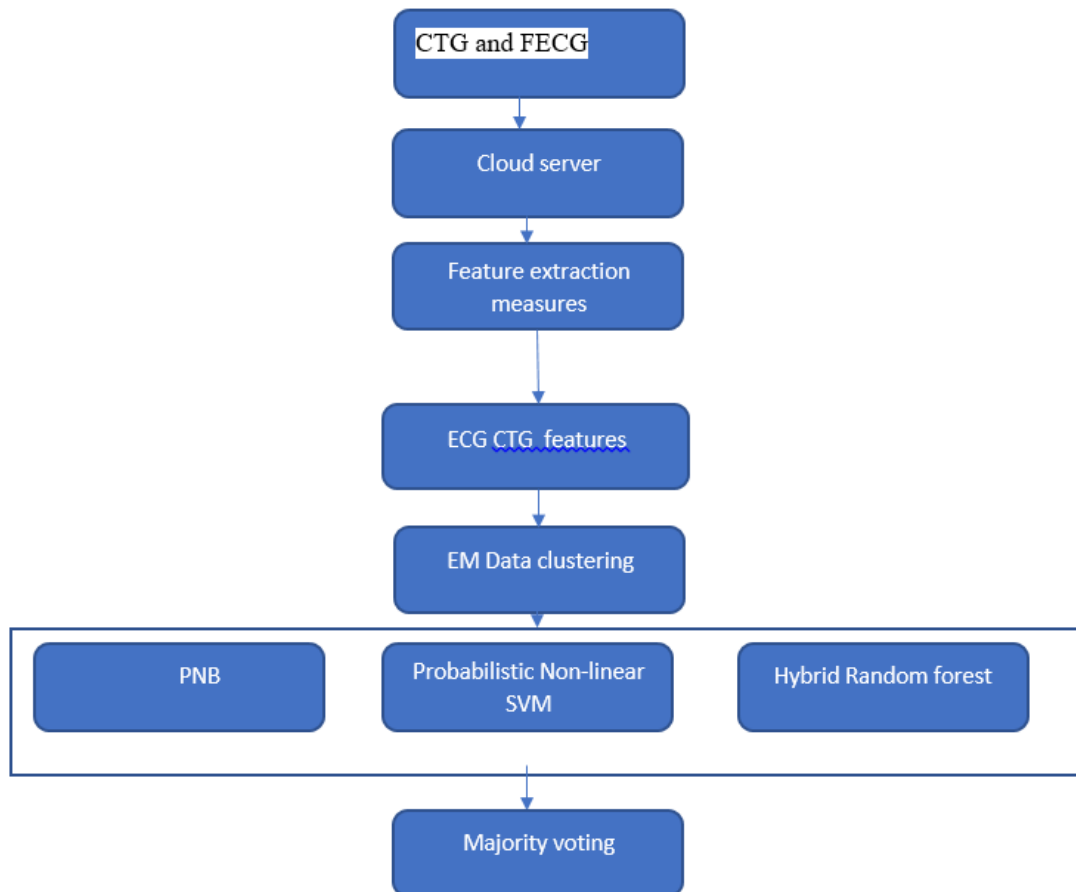 CTG and FECG
Cloud server
Feature extraction
measures
ECG CTG features
EM Data clustering
PNB
Probabilistic Non-linear
SVM
Hybrid Random forest
Majority voting